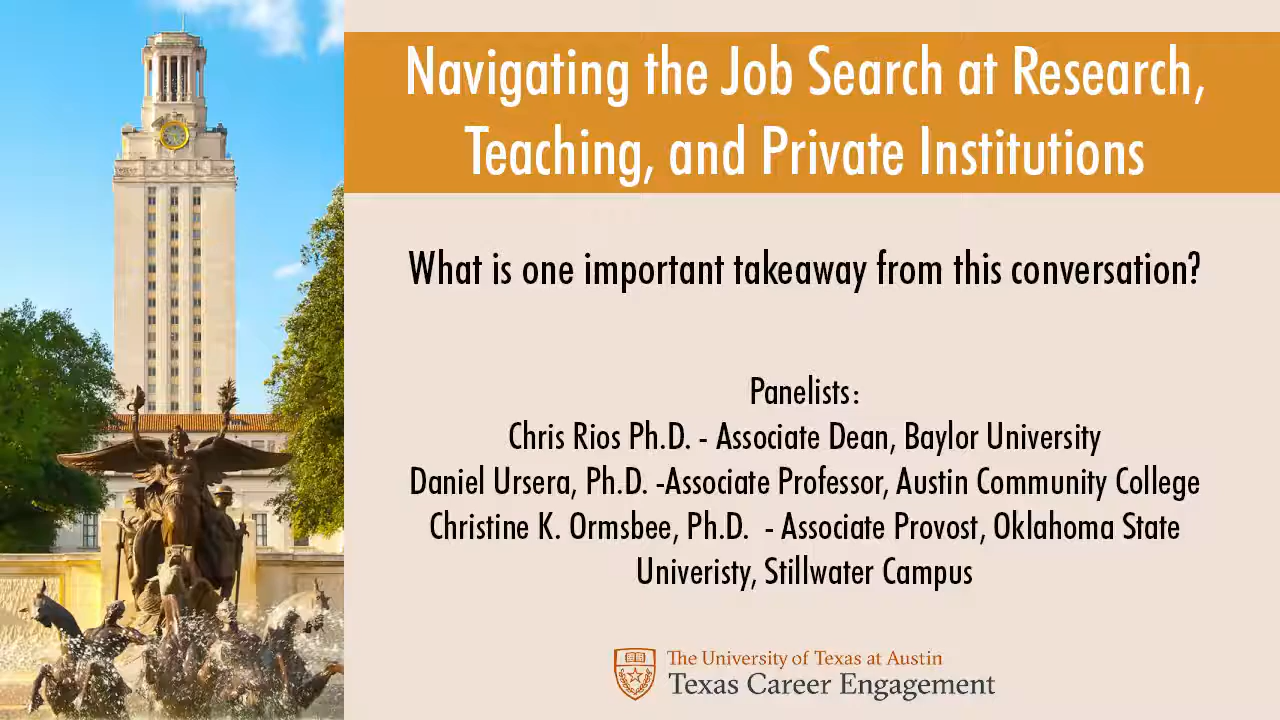 Navigating the Job Search at Research,
Teaching, and Private Institutions
What is one important takeaway from this conversation?
Panelists:
Chris Rios Ph.D. - Associate Dean, Baylor University
Daniel Ursera, Ph.D. -Associate Professor, Austin Community College
Christine K. Ormsbee, Ph.D.  - Associate Provost, Oklahoma State
Univeristy, Stillwater Campus
The University of Texas at Austin
Texas Career Engagement